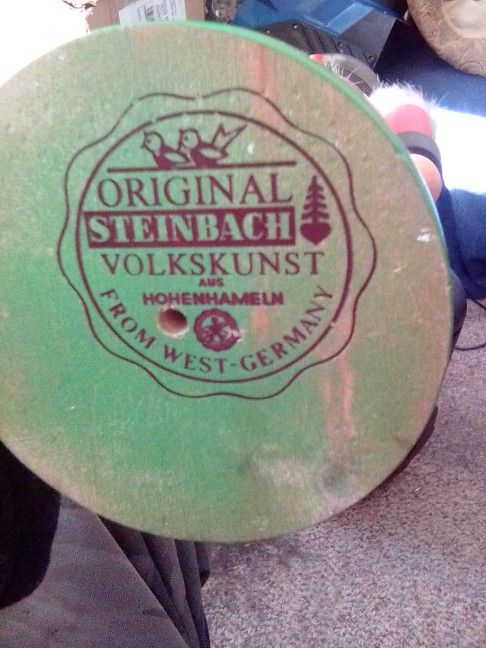 ORIGINAL
STEINBACH
VOLKSKUNST
AUS
HOHENHAMELN
FROM WEST-GERMANY